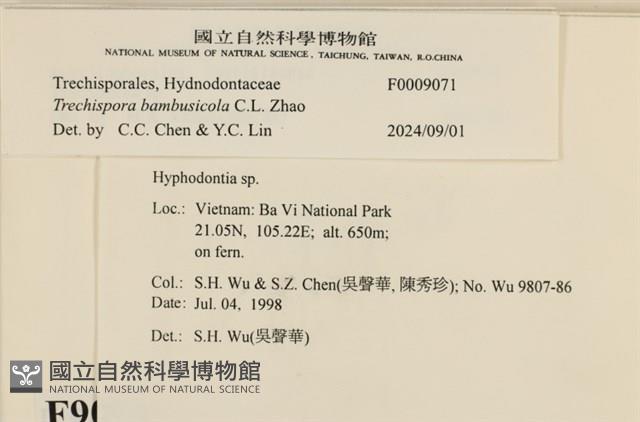 國立自然科學博物館
NATIONAL MUSEUM OF NATURAL SCIENCE, TAICHUNG, TAIWAN, R.O.CHINA
Trechisporales, Hydnodontaceae F0009071
Trechispora bambusicola C.L. Zhao
Det. by C.C. Chen & Y.C. Lin 2024/09/01
Hyphodontia sp.
Loc.: Vietnam: Ba Vi National Park
21.05N, 105.22E; alt. 650m;
on fern.
Col.: S.H. Wu & S.Z. Chen(吳聲華, 陳秀珍); No. Wu 9807-86
Date: Jul. 04, 1998
Det.: S.H. Wu(吳聲華)
國立自然科學博物館
NATIONAL MUSEUM OF NATURAL SCIENCE